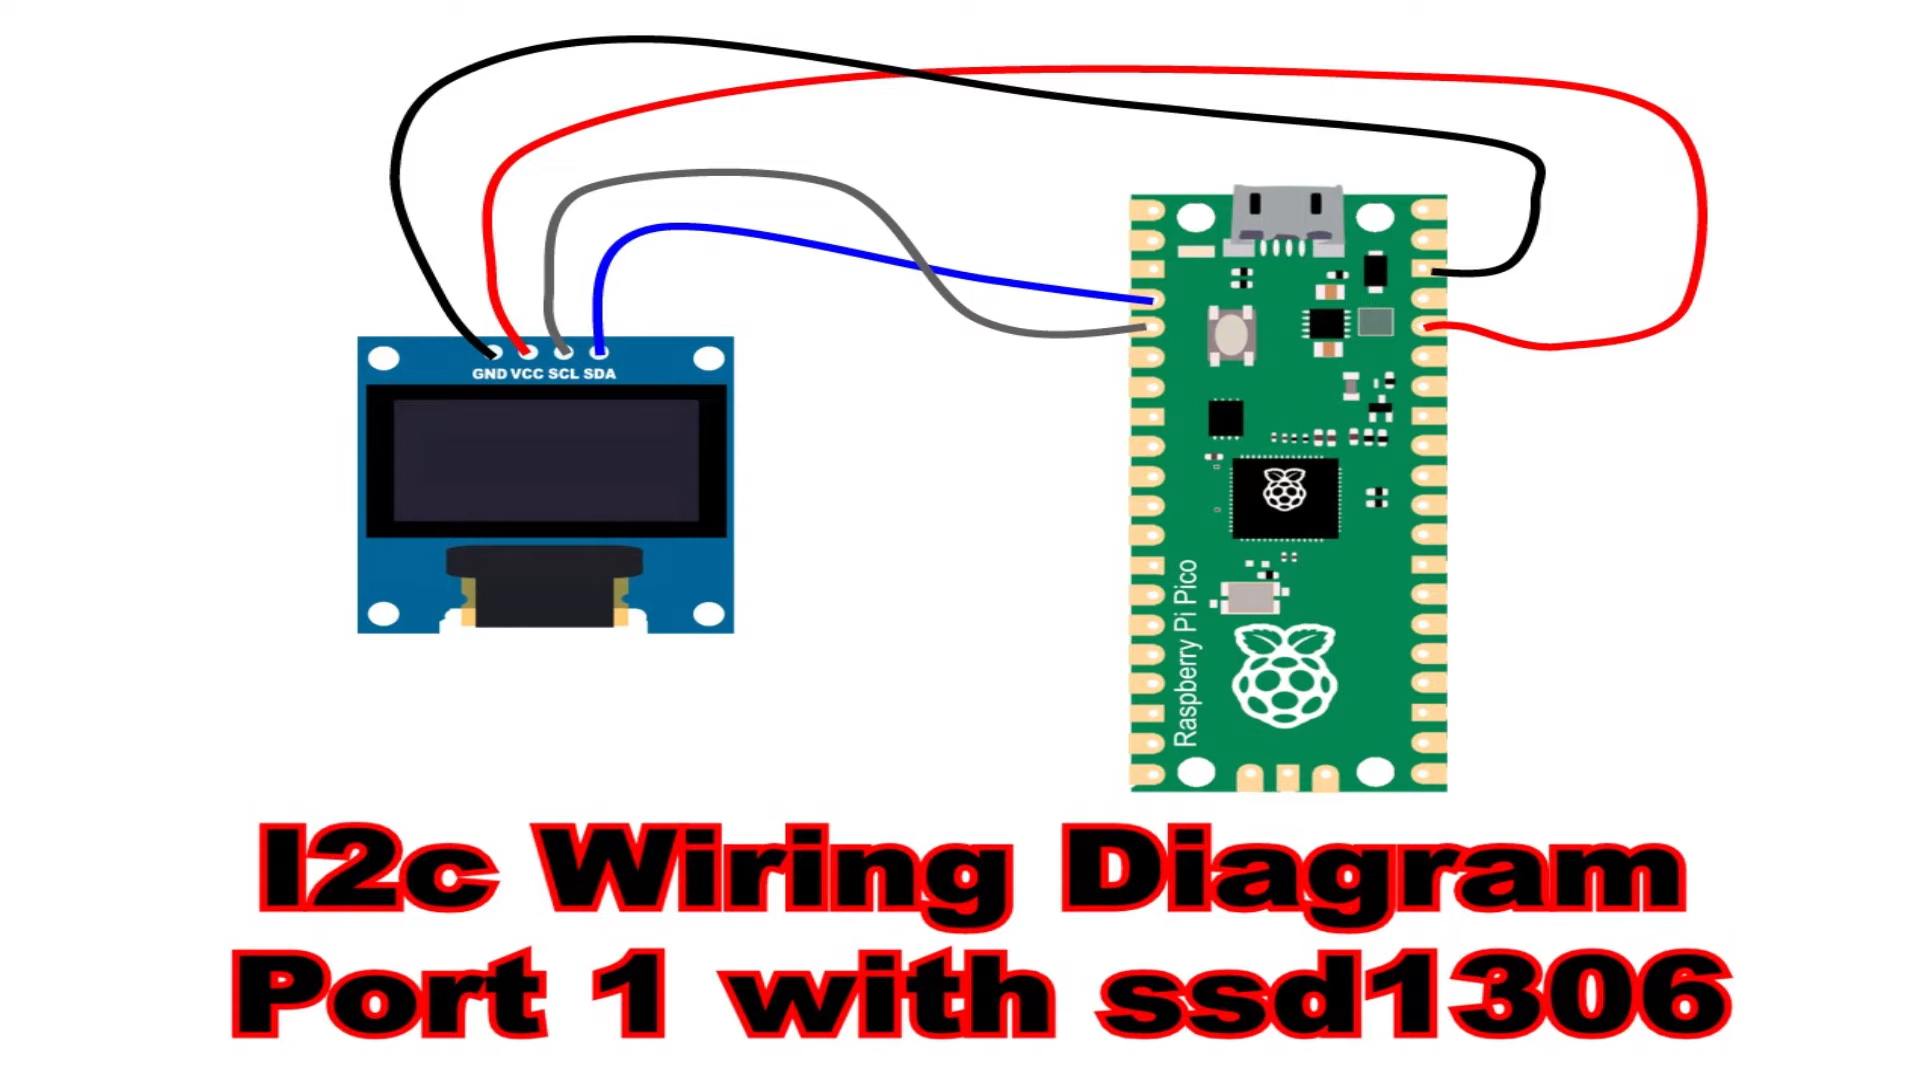 GND VCC SCL SDA
Raspberry Pi Pico
I2c Wiring Diagram
Port 1 with ssd1306